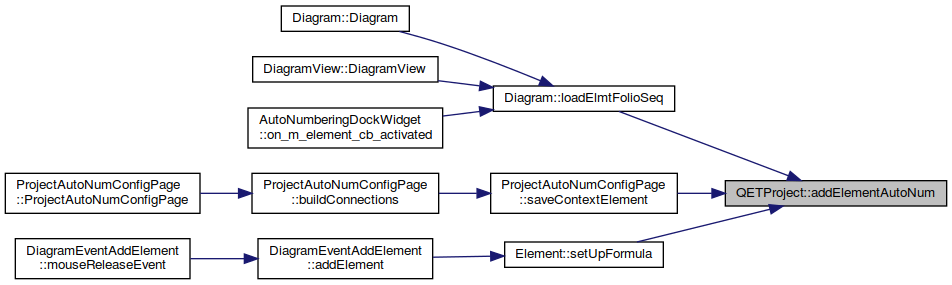 Diagram::Diagram
DiagramView::DiagramView
Diagram::loadElmtFolioSeq
AutoNumberingDockWidget
::on_m_element_cb_activated
ProjectAutoNumConfigPage
::ProjectAutoNumConfigPage
ProjectAutoNumConfigPage
::buildConnections
ProjectAutoNumConfigPage
::saveContextElement
QETProject::addElementAutoNum
DiagramEventAddElement
::mouseReleaseEvent
DiagramEventAddElement
::addElement
Element::setUpFormula